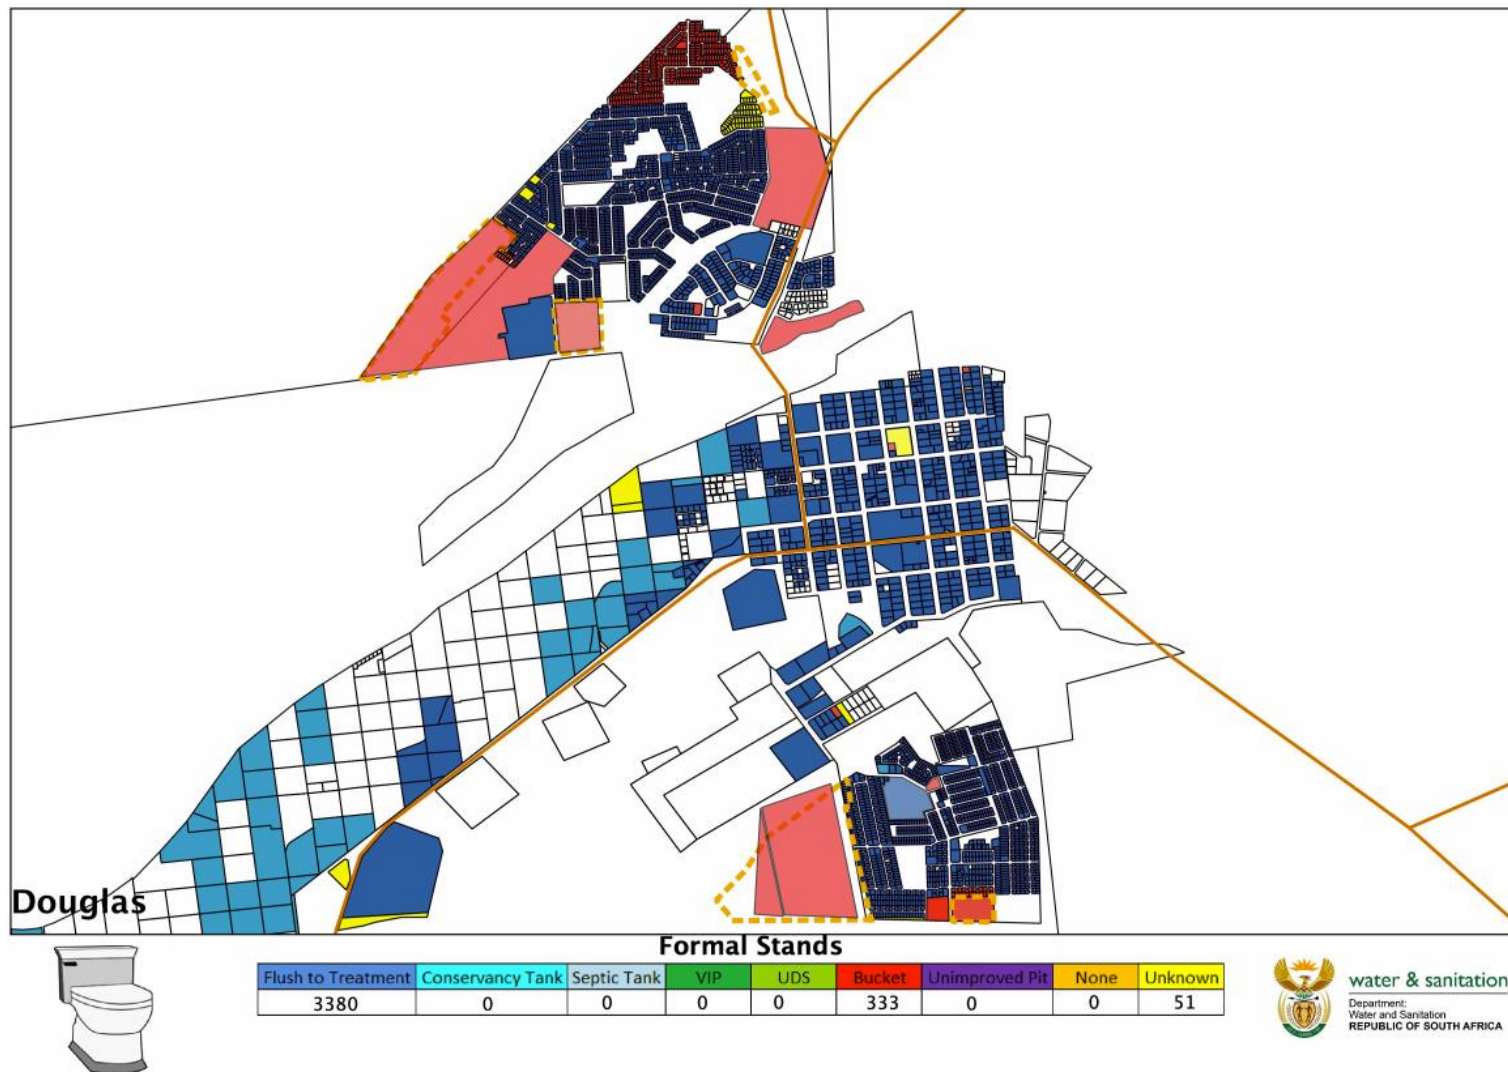 Douglas
Formal Stands
Flush to Treatment Conservancy Tank Septic Tank VIP UDS Bucket Unimproved Pit None Unknown
3380 0 0 0 0 333 0 0 51
water & sanitation
Department:
Water and Sanitation
REPUBLIC OF SOUTH AFRICA